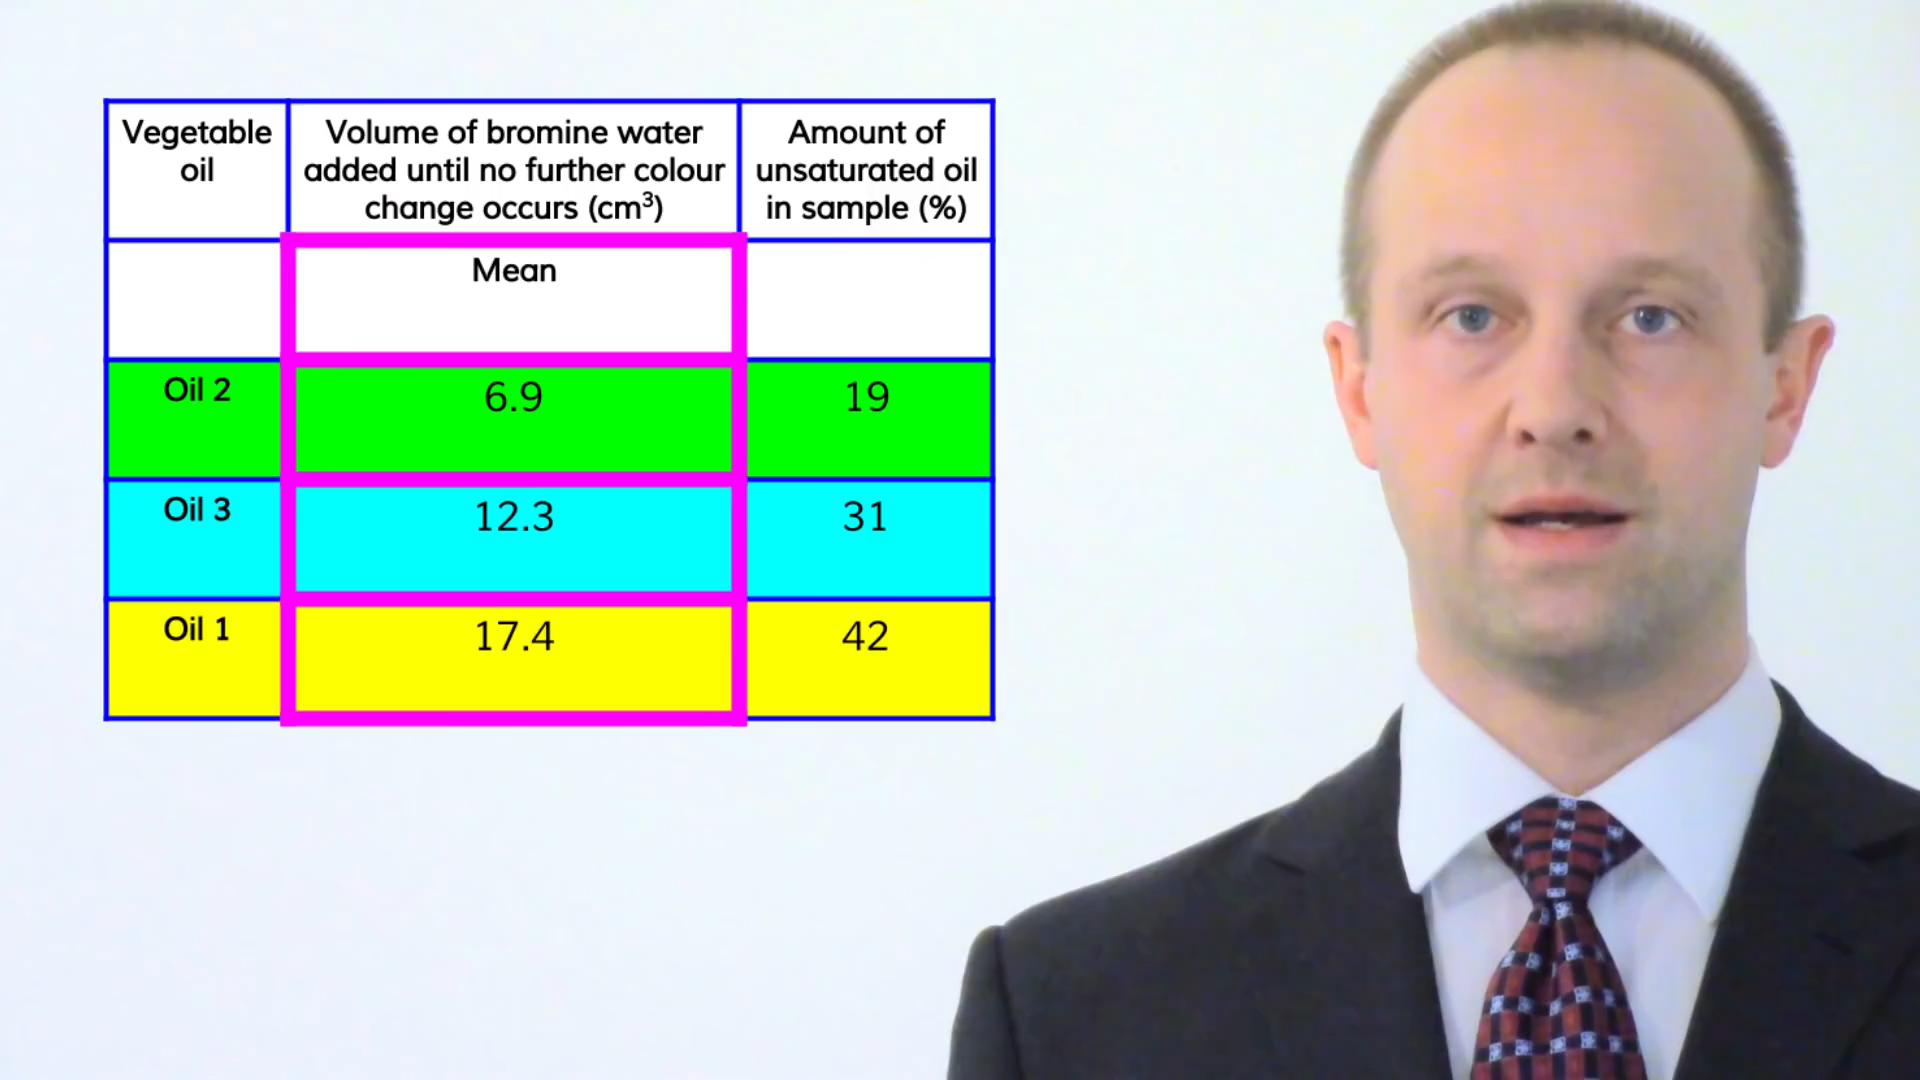 Vegetable
oil
Volume of bromine water
added until no further colour
change occurs (cm³)
Amount of
unsaturated oil
in sample (%)
Mean
Oil 2
6.9
19
Oil 3
12.3
31
Oil 1
17.4
42